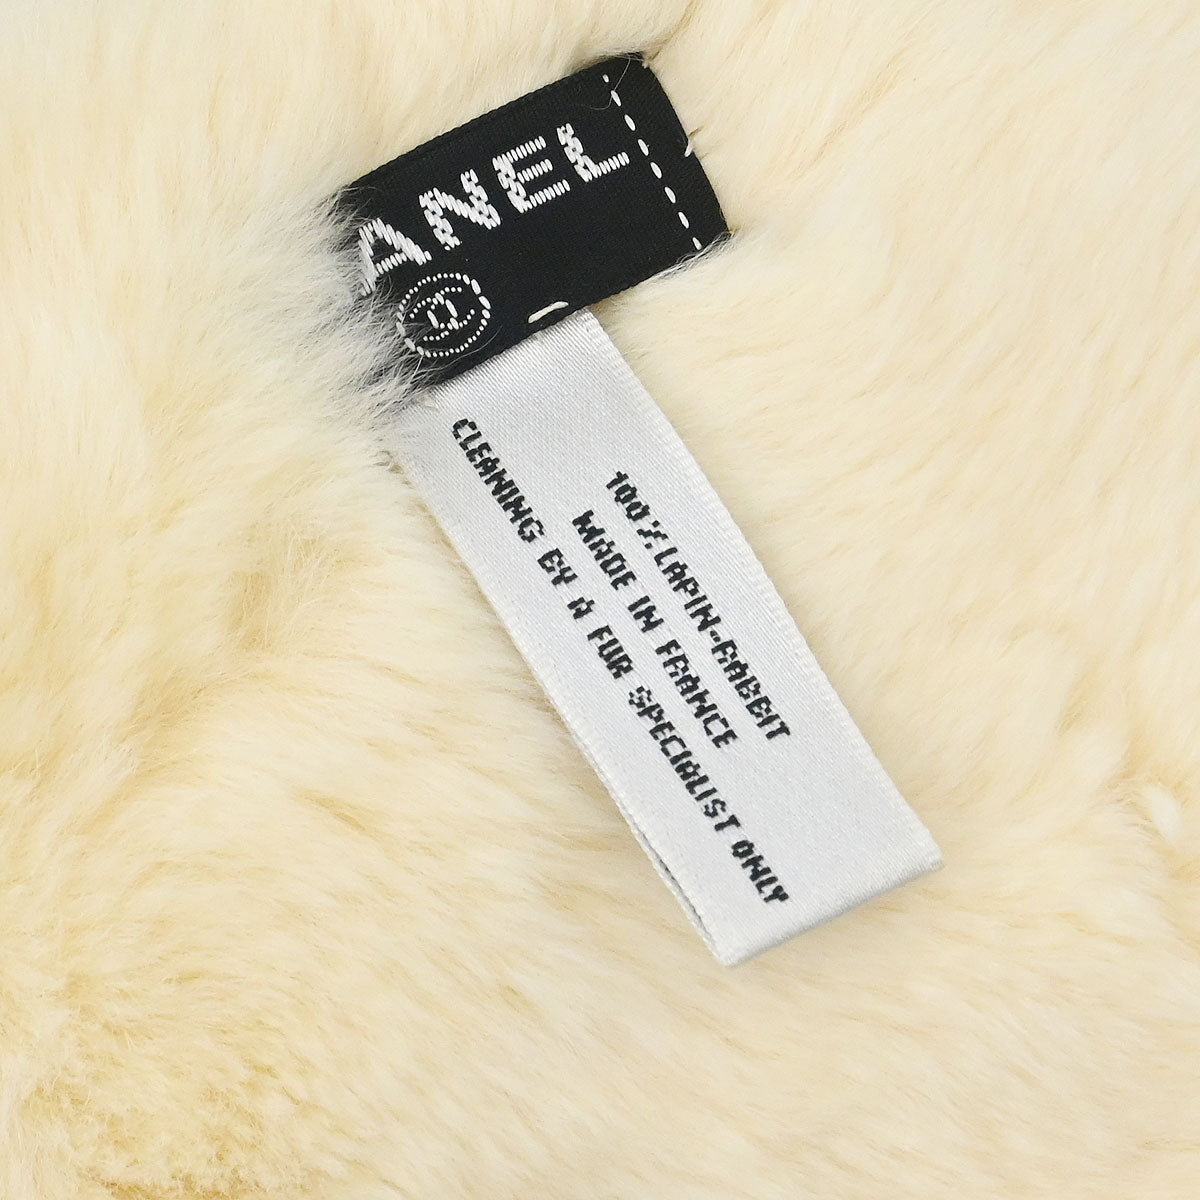 ANEL
100% LAPIN-RABBIT
MADE IN FRANCE
CLEANING BY A FUR SPECIALIST ONLY